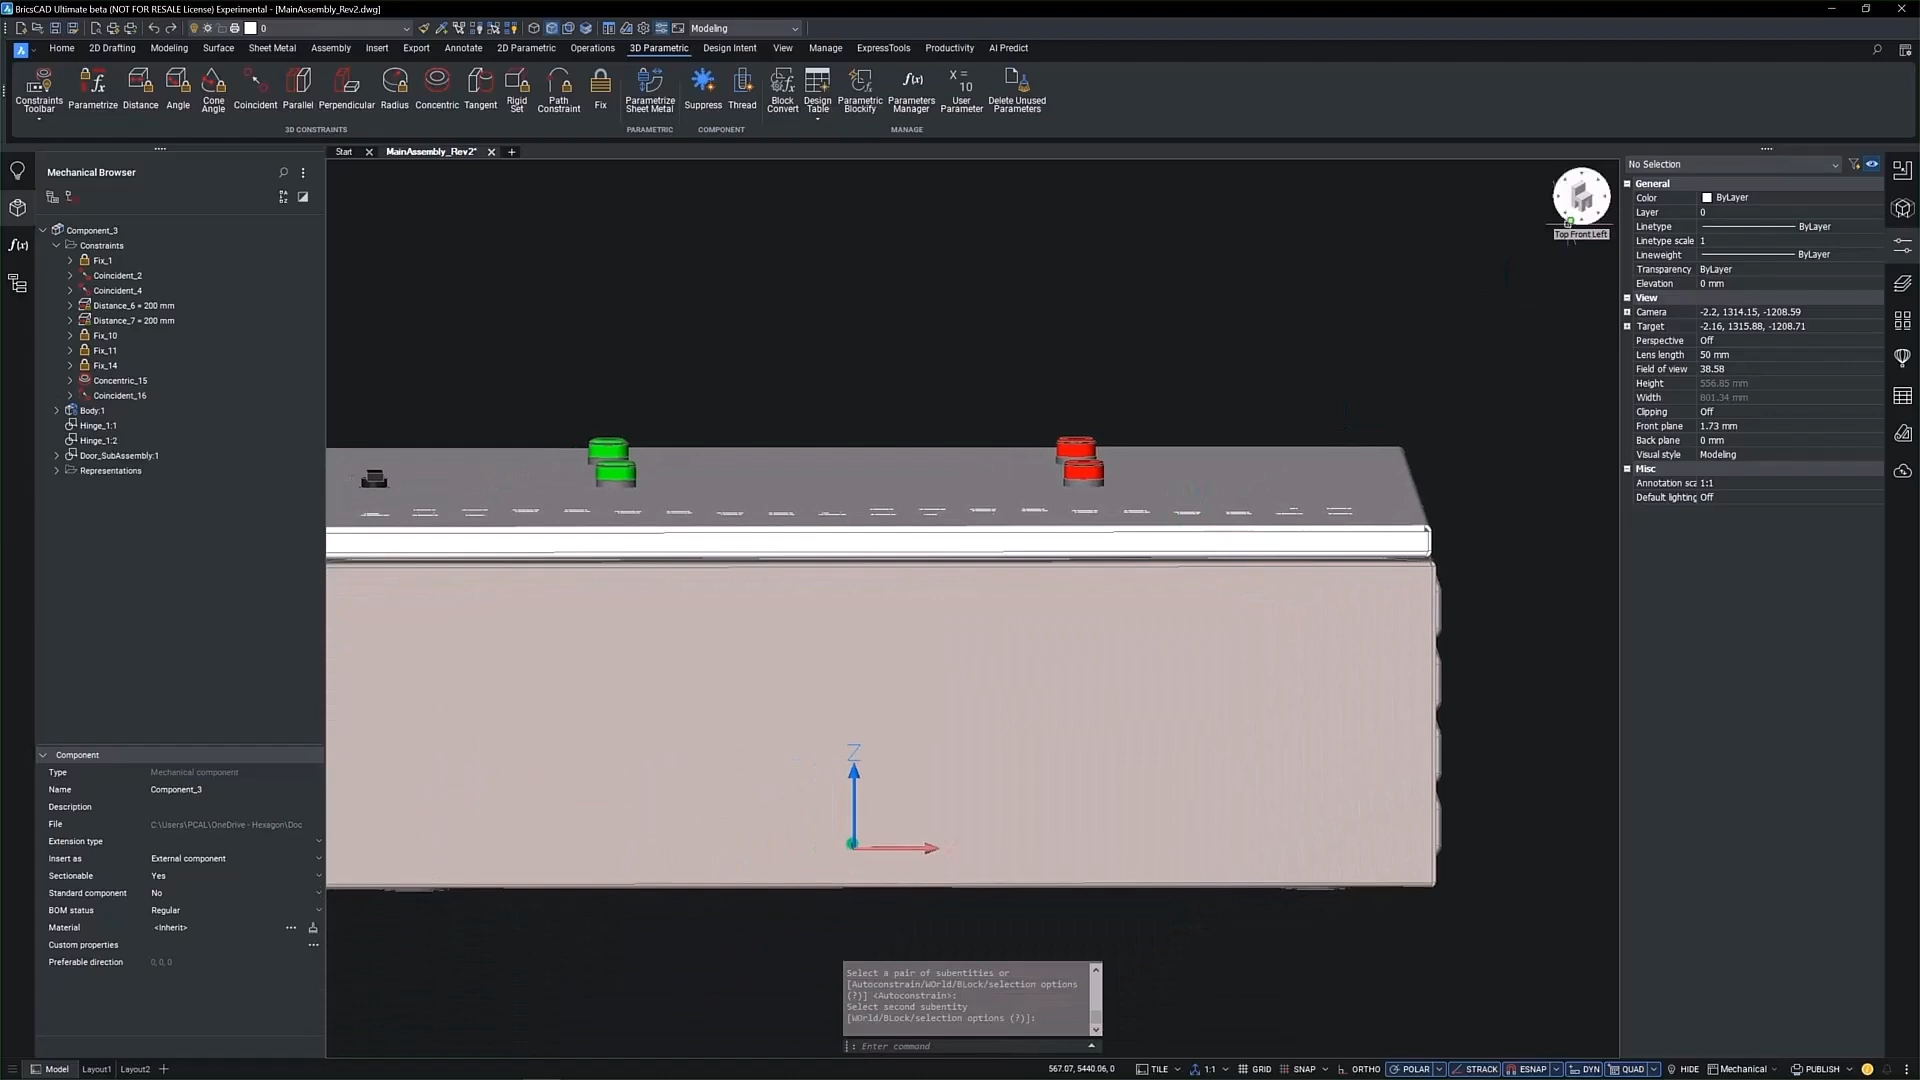 BricsCAD Ultimate beta (NOT FOR RESALE License) Experimental - [MainAssembly_Rev2.dwg]
0
Modeling
Home 2D Drafting Modeling Surface Sheet Metal Assembly Insert Export Annotate 2D Parametric Operations 3D Parametric Design Intent View Manage ExpressTools Productivity AI Predict
Constraints Toolbar
Parametrize
Distance
Angle
Cone Angle
Coincident
Parallel
Perpendicular
Radius
Concentric
Tangent
Rigid Set
Path Constraint
Fix
Parametrize Sheet Metal
Suppress
Thread
Block Convert
Design Table
Parametric Blockify
f(x)
Parameters Manager
X =
10
User Parameter
Delete Unused Parameters
3D CONSTRAINTS PARAMETRIC COMPONENT MANAGE
Start MainAssembly_Rev2*
Mechanical Browser
Component_3
Constraints
Fix_1
Coincident_2
Coincident_4
Distance_6 = 200 mm
Distance_7 = 200 mm
Fix_10
Fix_11
Fix_14
Concentric_15
Coincident_16
Body:1
Hinge_1:1
Hinge_1:2
Door_SubAssembly:1
Representations
Component
Type Mechanical component
Name Component_3
Description
File C:\Users\PCAL\OneDrive - Hexagon\Doc
Extension type
Insert as External component
Sectionable Yes
Standard component No
BOM status Regular
Material <Inherit>
Custom properties
Preferable direction 0, 0, 0
Top Front Left
Z
Select a pair of subentities or
[Autoconstrain/WOrld/BLock/selection options
(?)] <Autoconstrain>:
Select second subentity
[WOrld/BLock/selection options (?)]:
: Enter command
No Selection
General
Color ByLayer
Layer 0
Linetype ByLayer
Linetype scale 1
Lineweight ByLayer
Transparency ByLayer
Elevation 0 mm
View
Camera -2.2, 1314.15, -1208.59
Target -2.16, 1315.88, -1208.71
Perspective Off
Lens length 50 mm
Field of view 38.58
Height 556.85 mm
Width 801.34 mm
Clipping Off
Front plane 1.73 mm
Back plane 0 mm
Visual style Modeling
Misc
Annotation sca 1:1
Default lighting Off
Model Layout1 Layout2
567.07, 5440.06, 0 TILE 1:1 GRID SNAP ORTHO POLAR STRACK ESNAP DYN QUAD HIDE Mechanical PUBLISH